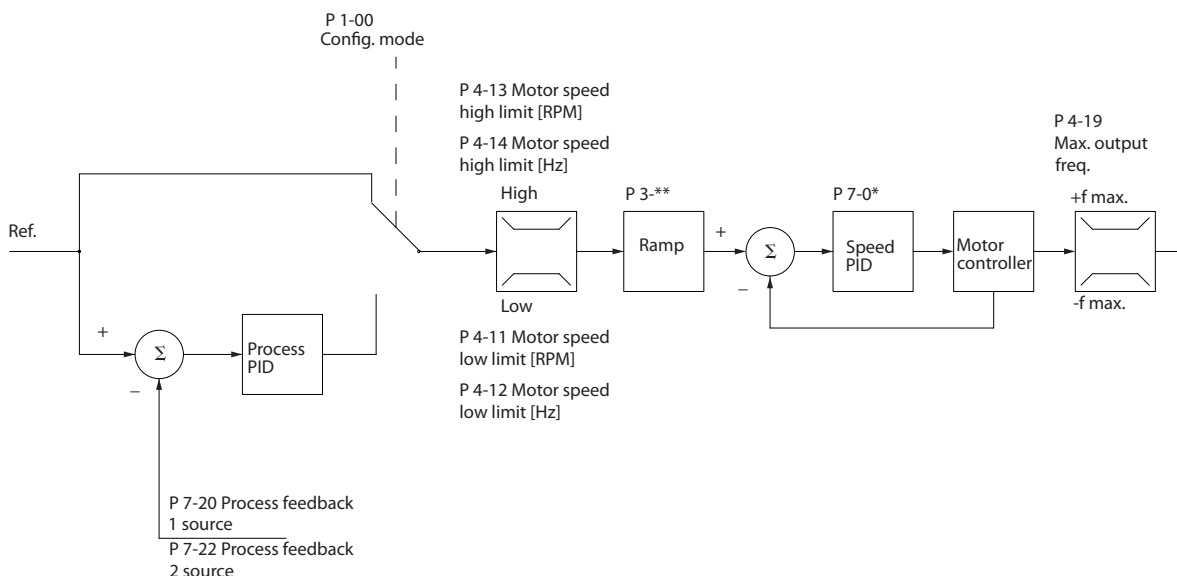 P 1-00
Config. mode
P 4-13 Motor speed
high limit [RPM]
P 4-14 Motor speed
high limit [Hz]
P 4-19
Max. output
freq.
High
P 3-**
P 7-0*
+f max.
Ref.
Ramp
+
−
Σ
Speed
PID
Motor
controller
Low
-f max.
+
−
Σ
Process
PID
P 4-11 Motor speed
low limit [RPM]
P 4-12 Motor speed
low limit [Hz]
P 7-20 Process feedback
1 source
P 7-22 Process feedback
2 source